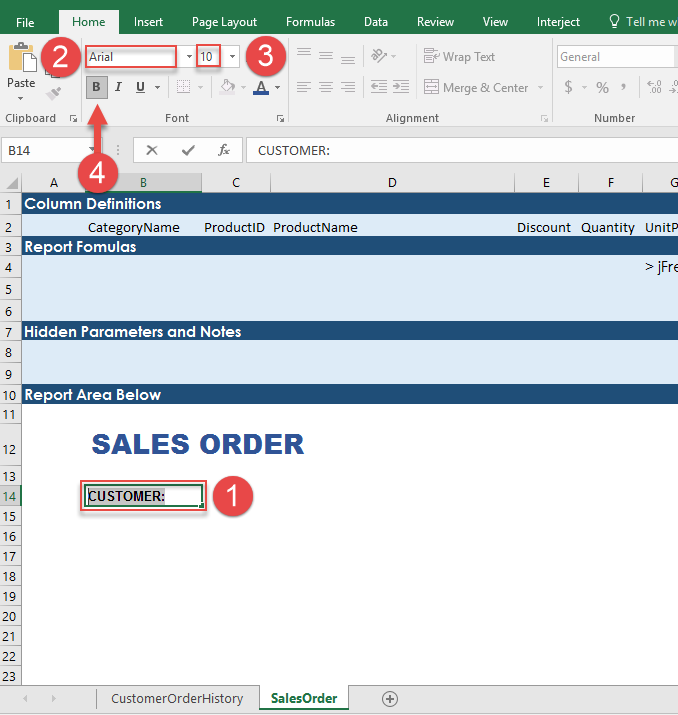 File Home Insert Page Layout Formulas Data Review View Interject Tell me w
2 Arial 10 3 Wrap Text General
Paste B I U A Merge & Center $ % , .00
Clipboard Font Alignment Number
4
B14 fx CUSTOMER:
A B C D E F G
1 Column Definitions
2 CategoryName ProductID ProductName Discount Quantity UnitP
3 Report Fomulas
4 > jFre
5
6
7 Hidden Parameters and Notes
8
9
10 Report Area Below
11
12 SALES ORDER
13
14 CUSTOMER: 1
15
16
17
18
19
20
21
22
23
CustomerOrderHistory SalesOrder